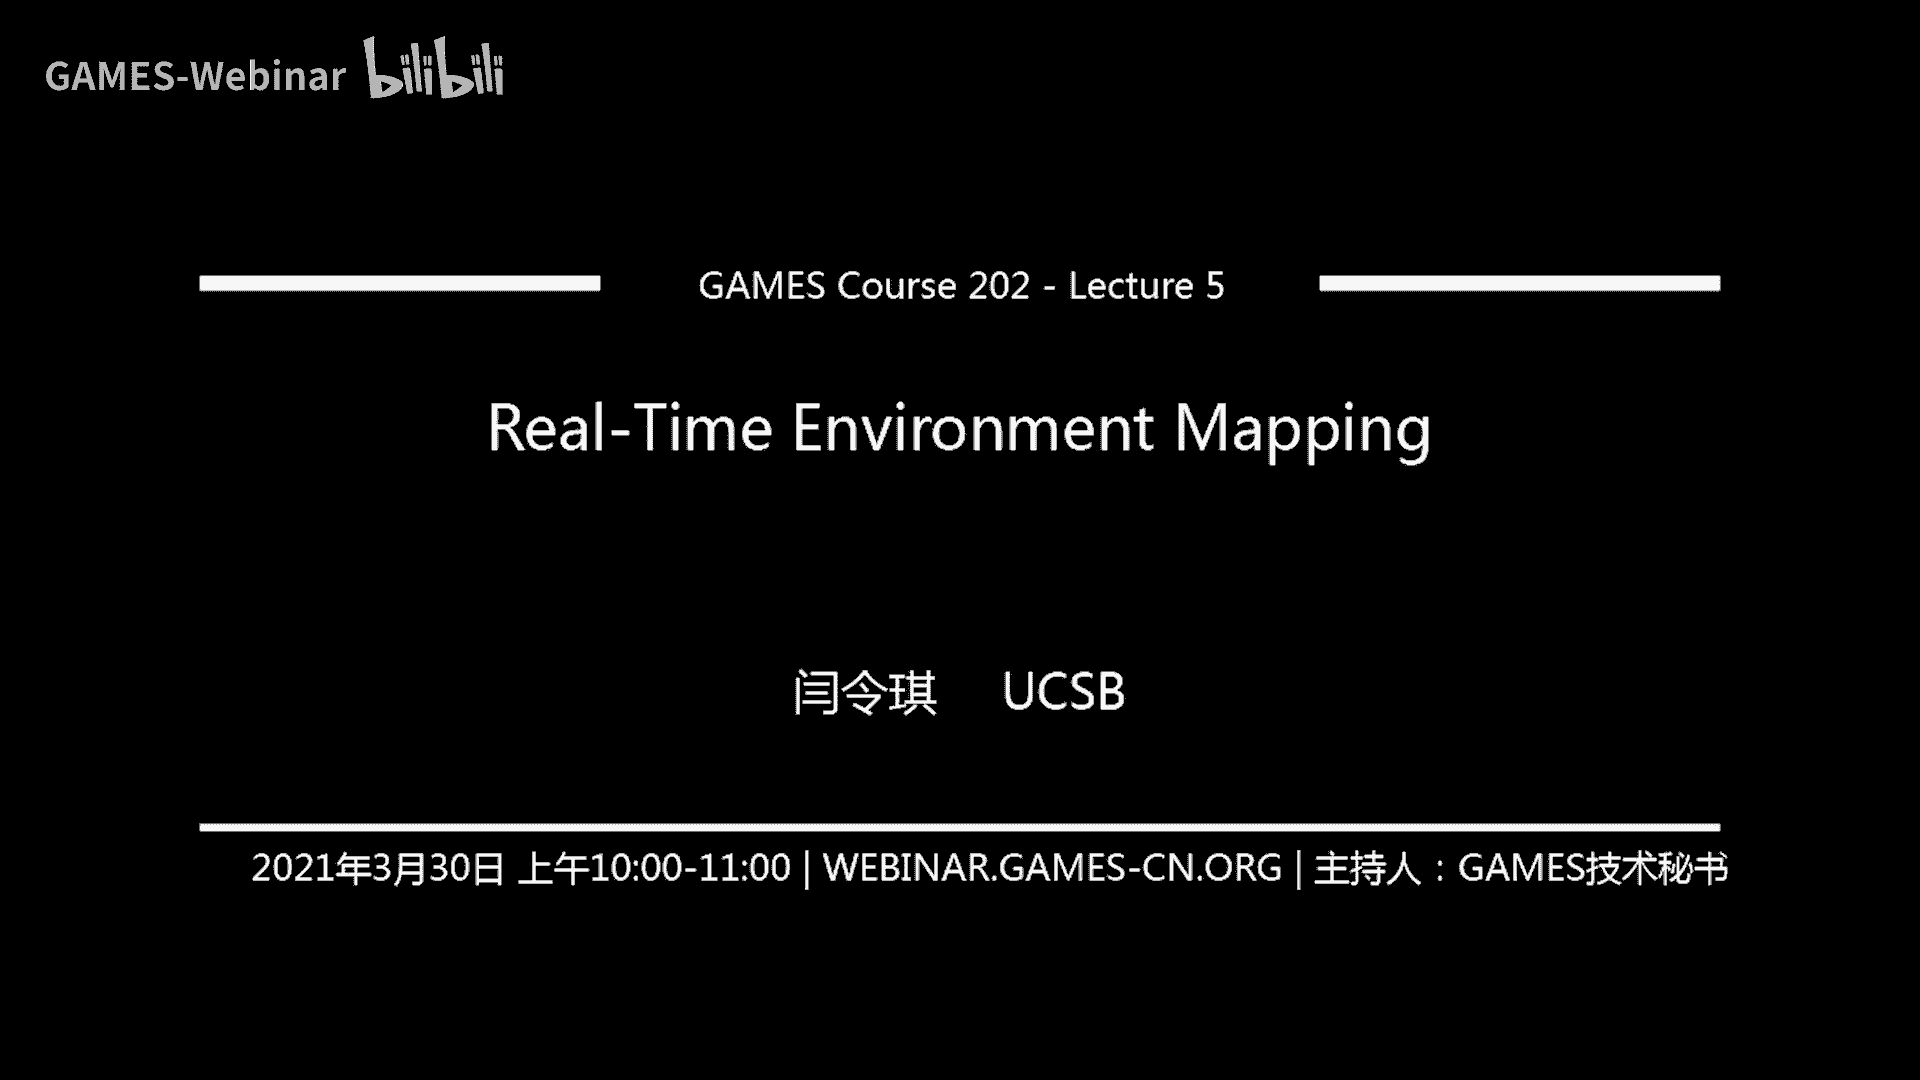 GAMES-Webinar bilibili
GAMES Course 202 - Lecture 5
Real-Time Environment Mapping
闫令琪 UCSB
2021年3月30日 上午10:00-11:00 | WEBINAR.GAMES-CN.ORG | 主持人：GAMES技术秘书